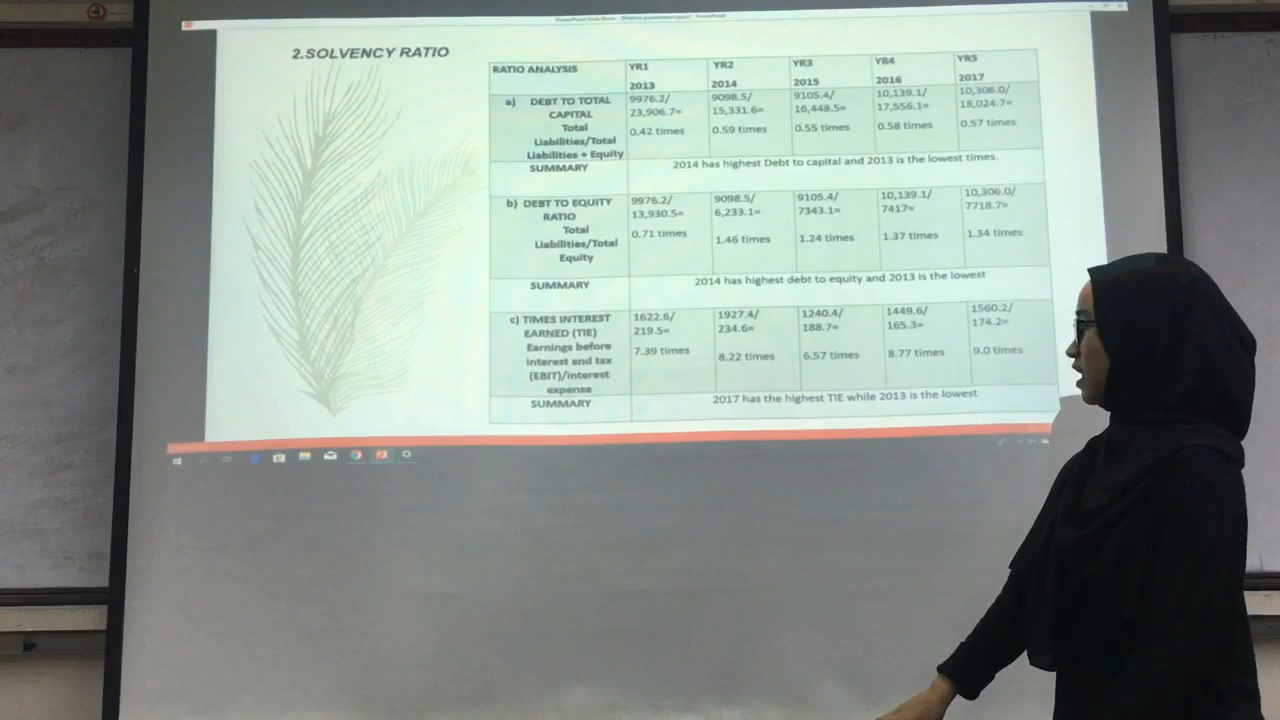 2.SOLVENCY RATIO
RATIO ANALYSIS
YR1
2013
YR2
2014
YR3
2015
YR4
2016
YR5
2017
a) DEBT TO TOTAL
CAPITAL
Total
Liabilities/Total
Liabilities + Equity
9976.2/
23,906.7=
0.42 times
9098.5/
15,331.6=
0.59 times
9105.4/
16,448.5=
0.55 times
10,139.1/
17,556.1=
0.58 times
10,306.0/
18,024.7=
0.57 times
SUMMARY
2014 has highest Debt to capital and 2013 is the lowest times.
b) DEBT TO EQUITY
RATIO
Total
Liabilities/Total
Equity
9976.2/
13,930.5=
0.71 times
9098.5/
6,233.1=
1.46 times
9105.4/
7343.1=
1.24 times
10,139.1/
7417=
1.37 times
10,306.0/
7718.7=
1.34 times
SUMMARY
2014 has highest debt to equity and 2013 is the lowest
c) TIMES INTEREST
EARNED (TIE)
Earnings before
interest and tax
(EBIT)/interest
expense
1622.6/
219.5=
7.39 times
1927.4/
234.6=
8.22 times
1240.4/
188.7=
6.57 times
1449.6/
165.3=
8.77 times
1560.2/
174.2=
9.0 times
SUMMARY
2017 has the highest TIE while 2013 is the lowest